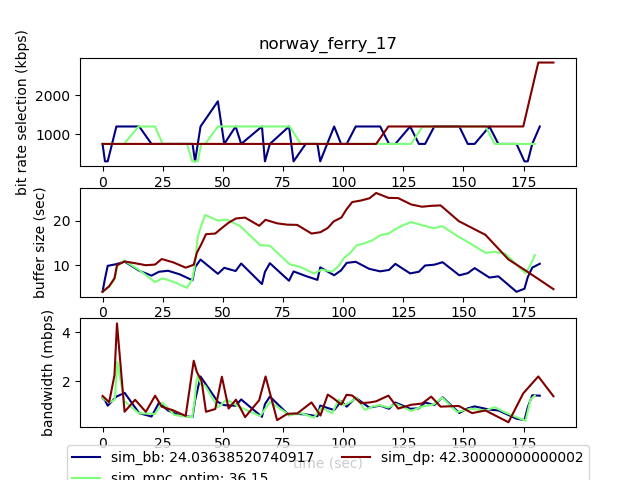 norway_ferry_17
bit rate selection (kbps)
2000
1000
0 25 50 75 100 125 150 175
buffer size (sec)
20
10
0 25 50 75 100 125 150 175
bandwidth (mbps)
4
2
0 25 50 75 100 125 150 175
time (sec)
sim_bb: 24.03638520740917 sim_dp: 42.30000000000002
sim_mpc_optim: 36.15